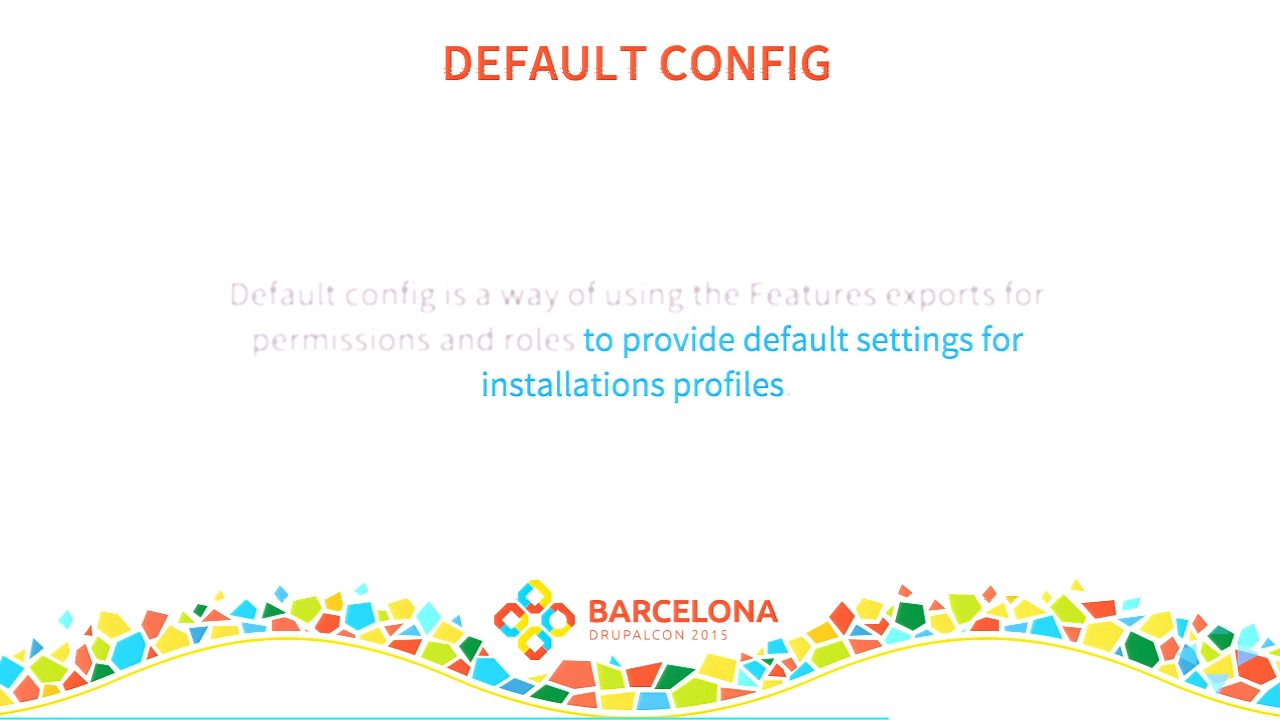 DEFAULT CONFIG
Default config is a way of using the Features exports for
permissions and roles to provide default settings for
installations profiles.
BARCELONA
DRUPALCON 2015